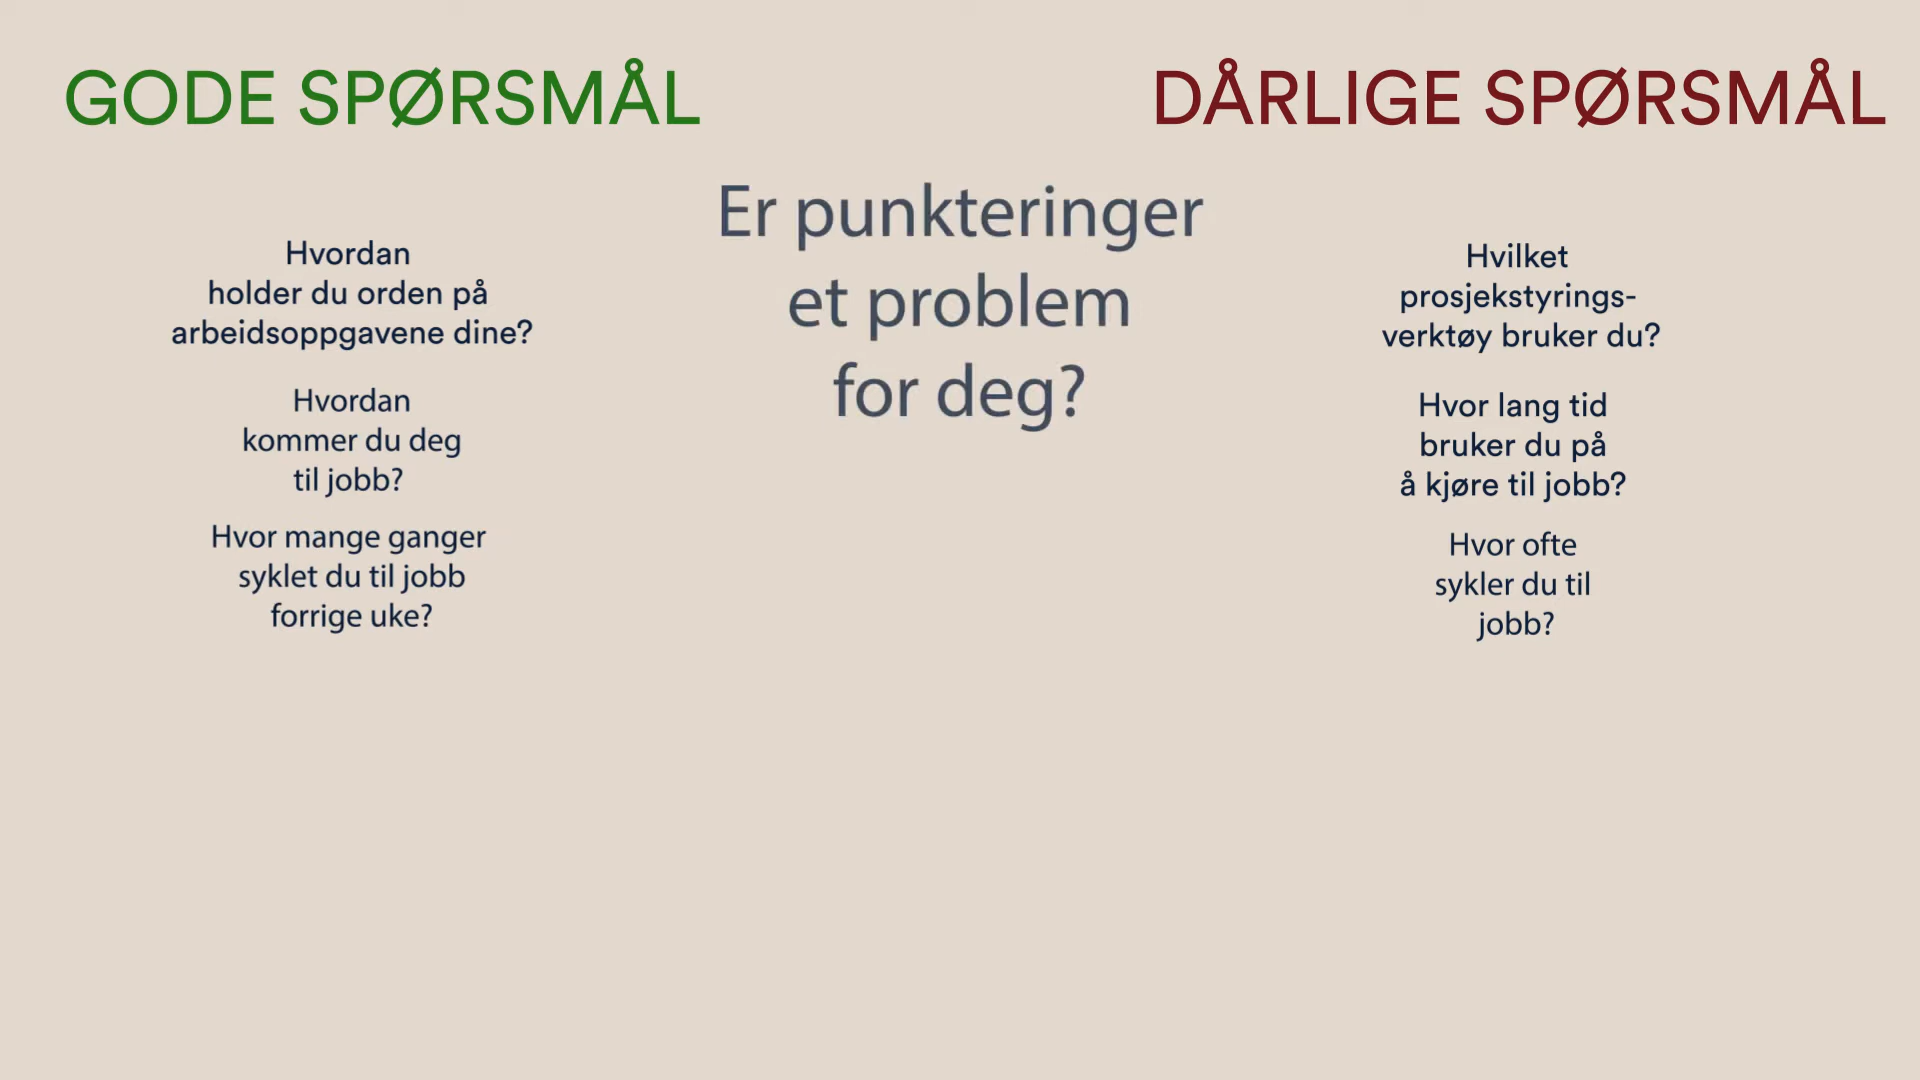 GODE SPØRSMÅL
DÅRLIGE SPØRSMÅL
Er punkteringer
et problem
for deg?
Hvordan
holder du orden på
arbeidsoppgavene dine?
Hvordan
kommer du deg
til jobb?
Hvor mange ganger
syklet du til jobb
forrige uke?
Hvilket
prosjekstyrings-
verktøy bruker du?
Hvor lang tid
bruker du på
å kjøre til jobb?
Hvor ofte
sykler du til
jobb?